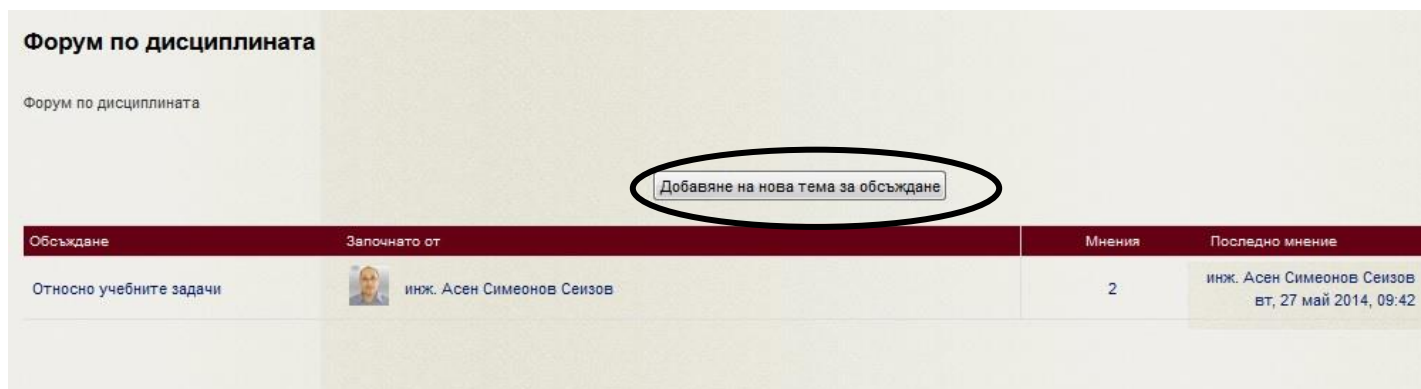 Форум по дисциплината
Форум по дисциплината
Добавяне на нова тема за обсъждане
Обсъждане Започнато от Мнения Последно мнение
Относно учебните задачи инж. Асен Симеонов Сеизов 2 инж. Асен Симеонов Сеизов
вт, 27 май 2014, 09:42